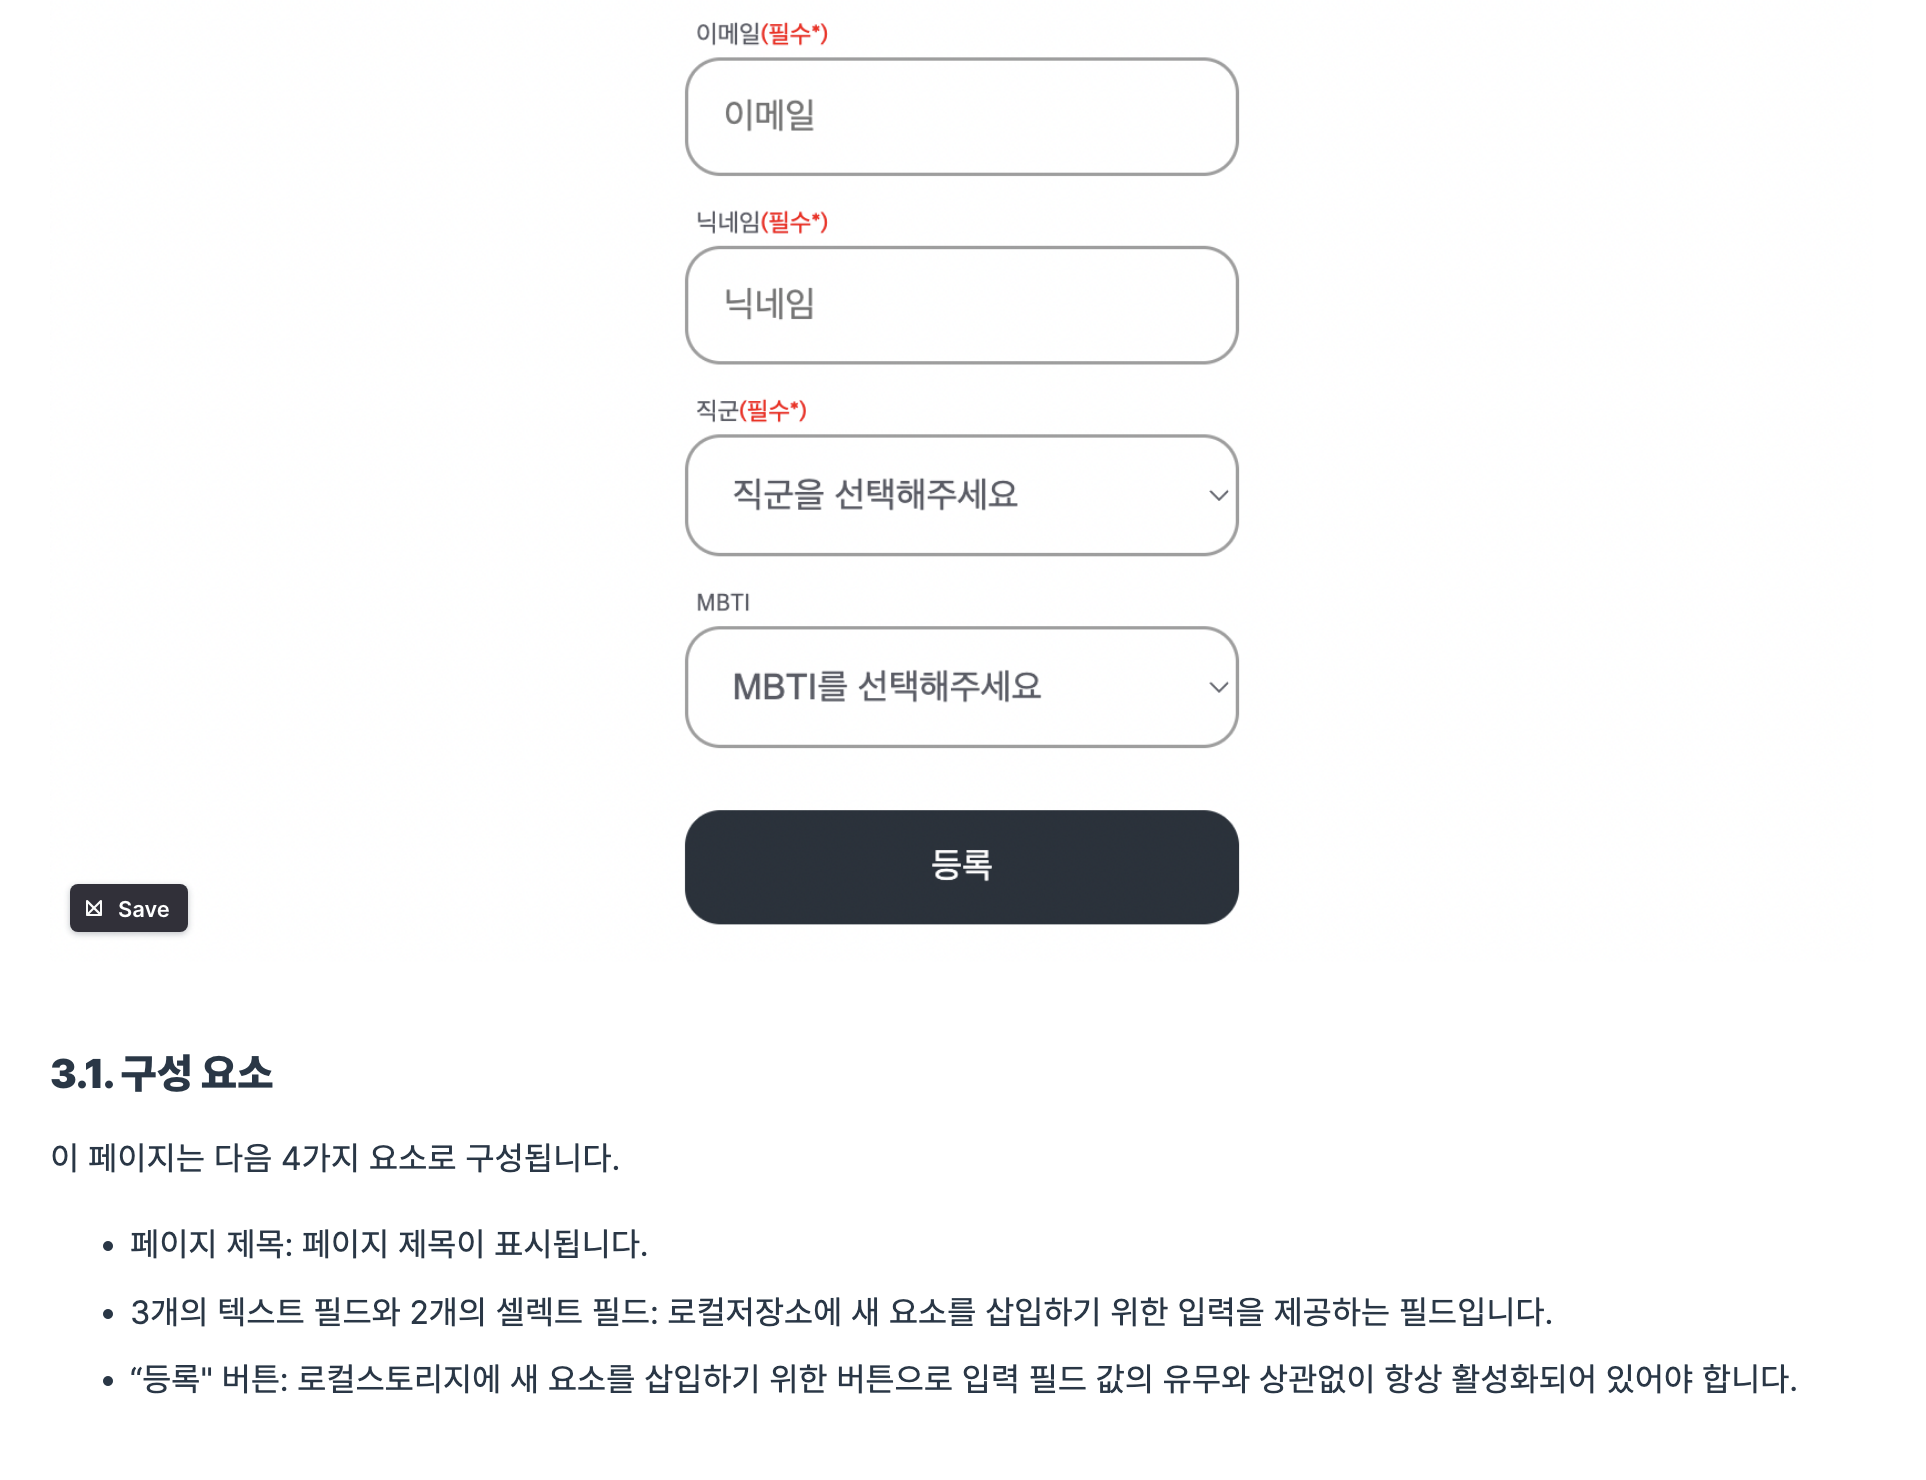 이메일(필수*)
이메일
닉네임(필수*)
닉네임
직군(필수*)
직군을 선택해주세요
MBTI
MBTI를 선택해주세요
등록
Save
3.1. 구성 요소
이 페이지는 다음 4가지 요소로 구성됩니다.
• 페이지 제목: 페이지 제목이 표시됩니다.
• 3개의 텍스트 필드와 2개의 셀렉트 필드: 로컬저장소에 새 요소를 삽입하기 위한 입력을 제공하는 필드입니다.
• “등록" 버튼: 로컬스토리지에 새 요소를 삽입하기 위한 버튼으로 입력 필드 값의 유무와 상관없이 항상 활성화되어 있어야 합니다.